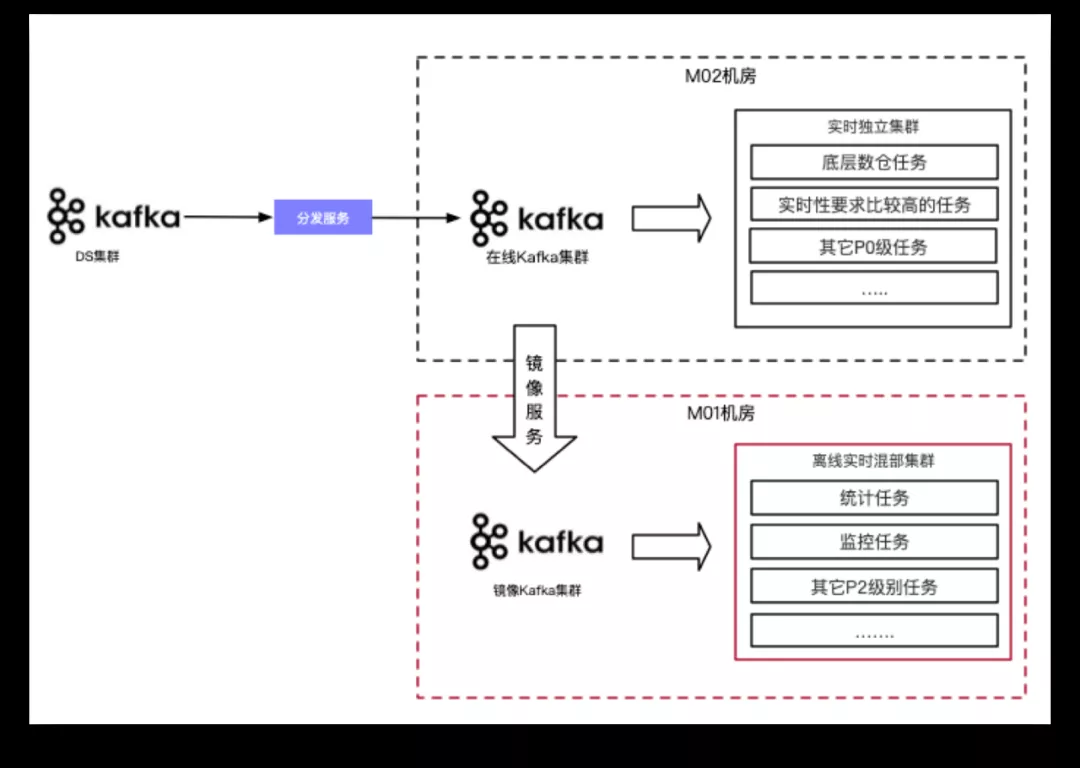 M02机房
实时独立集群
底层数仓任务
实时性要求比较高的任务
其它P0级任务
.....
kafka
DS集群
分发服务
kafka
在线Kafka集群
镜像服务
M01机房
离线实时混部集群
统计任务
监控任务
其它P2级别任务
.......
kafka
镜像Kafka集群